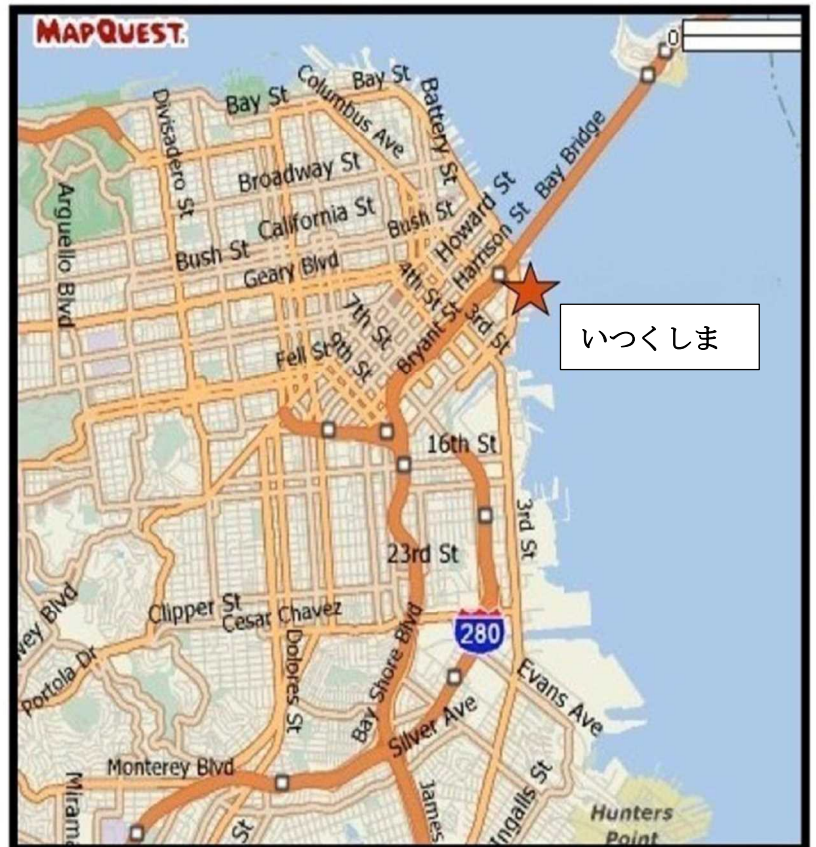 MAPQUEST.
0
Bay St
Columbus Ave
Bay St
Battery St
Divisadero St
Bay Bridge
Broadway St
Howard St
Arguello Blvd
California St
Bush St
Harrison St
Bush St
Geary Blvd
4th St
St
3rd St
7th St
いつくしま
9th St
Bryant
Fell St
16th St
3rd St
23rd St
Clipper St
Cesar Chavez
wey Blvd
280
Portola Dr
Dolores St
Bay Shore Blvd
Evans Ave
Silver Ave
Monterey Blvd
Mirama
James
Ingalls St
St
Hunters
Point